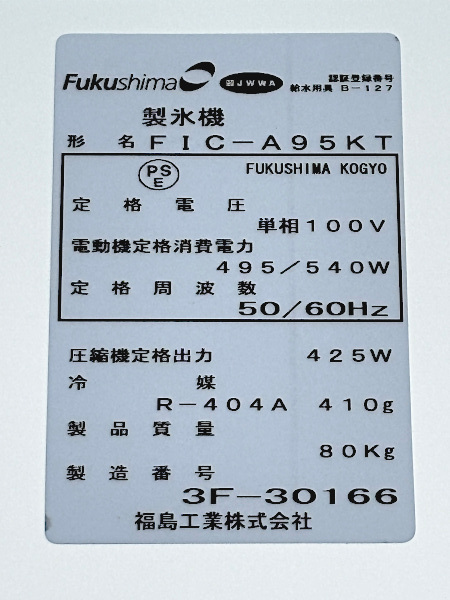 Fukushima JWWA 認証登録番号
給水用具 B-127
製氷機
形名 FIC-A95KT
PS E FUKUSHIMA KOGYO
定格電圧
単相100V
電動機定格消費電力
495/540W
定格周波数
50/60Hz
圧縮機定格出力 425W
冷媒
R-404A 410g
製品質量
80Kg
製造番号
3F-30166
福島工業株式会社